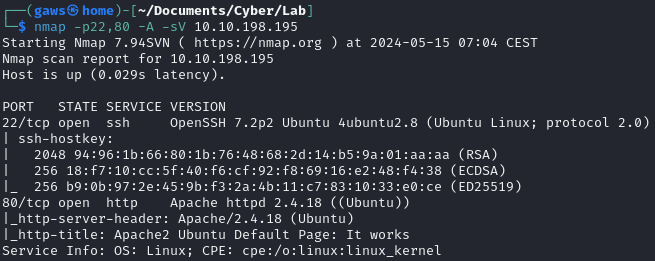 ┌──(gaws㉿home)-[~/Documents/Cyber/Lab]
└─$ nmap -p22,80 -A -sV 10.10.198.195
Starting Nmap 7.94SVN ( https://nmap.org ) at 2024-05-15 07:04 CEST
Nmap scan report for 10.10.198.195
Host is up (0.029s latency).

PORT   STATE SERVICE VERSION
22/tcp open  ssh     OpenSSH 7.2p2 Ubuntu 4ubuntu2.8 (Ubuntu Linux; protocol 2.0)
| ssh-hostkey:
|   2048 94:96:1b:66:80:1b:76:48:68:2d:14:b5:9a:01:aa:aa (RSA)
|   256 18:f7:10:cc:5f:40:f6:cf:92:f8:69:16:e2:48:f4:38 (ECDSA)
|_  256 b9:0b:97:2e:45:9b:f3:2a:4b:11:c7:83:10:33:e0:ce (ED25519)
80/tcp open  http    Apache httpd 2.4.18 ((Ubuntu))
|_http-server-header: Apache/2.4.18 (Ubuntu)
|_http-title: Apache2 Ubuntu Default Page: It works
Service Info: OS: Linux; CPE: cpe:/o:linux:linux_kernel